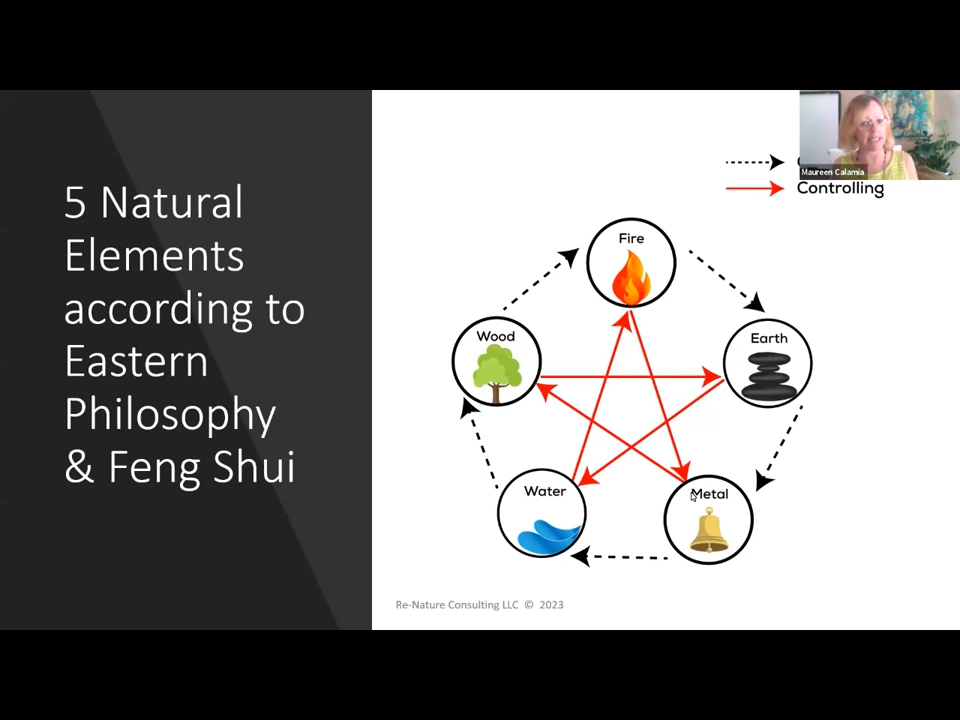 5 Natural
Elements
according to
Eastern
Philosophy
& Feng Shui
Maureen Calamia
Controlling
Fire
Wood
Earth
Water
Metal
Re-Nature Consulting LLC © 2023